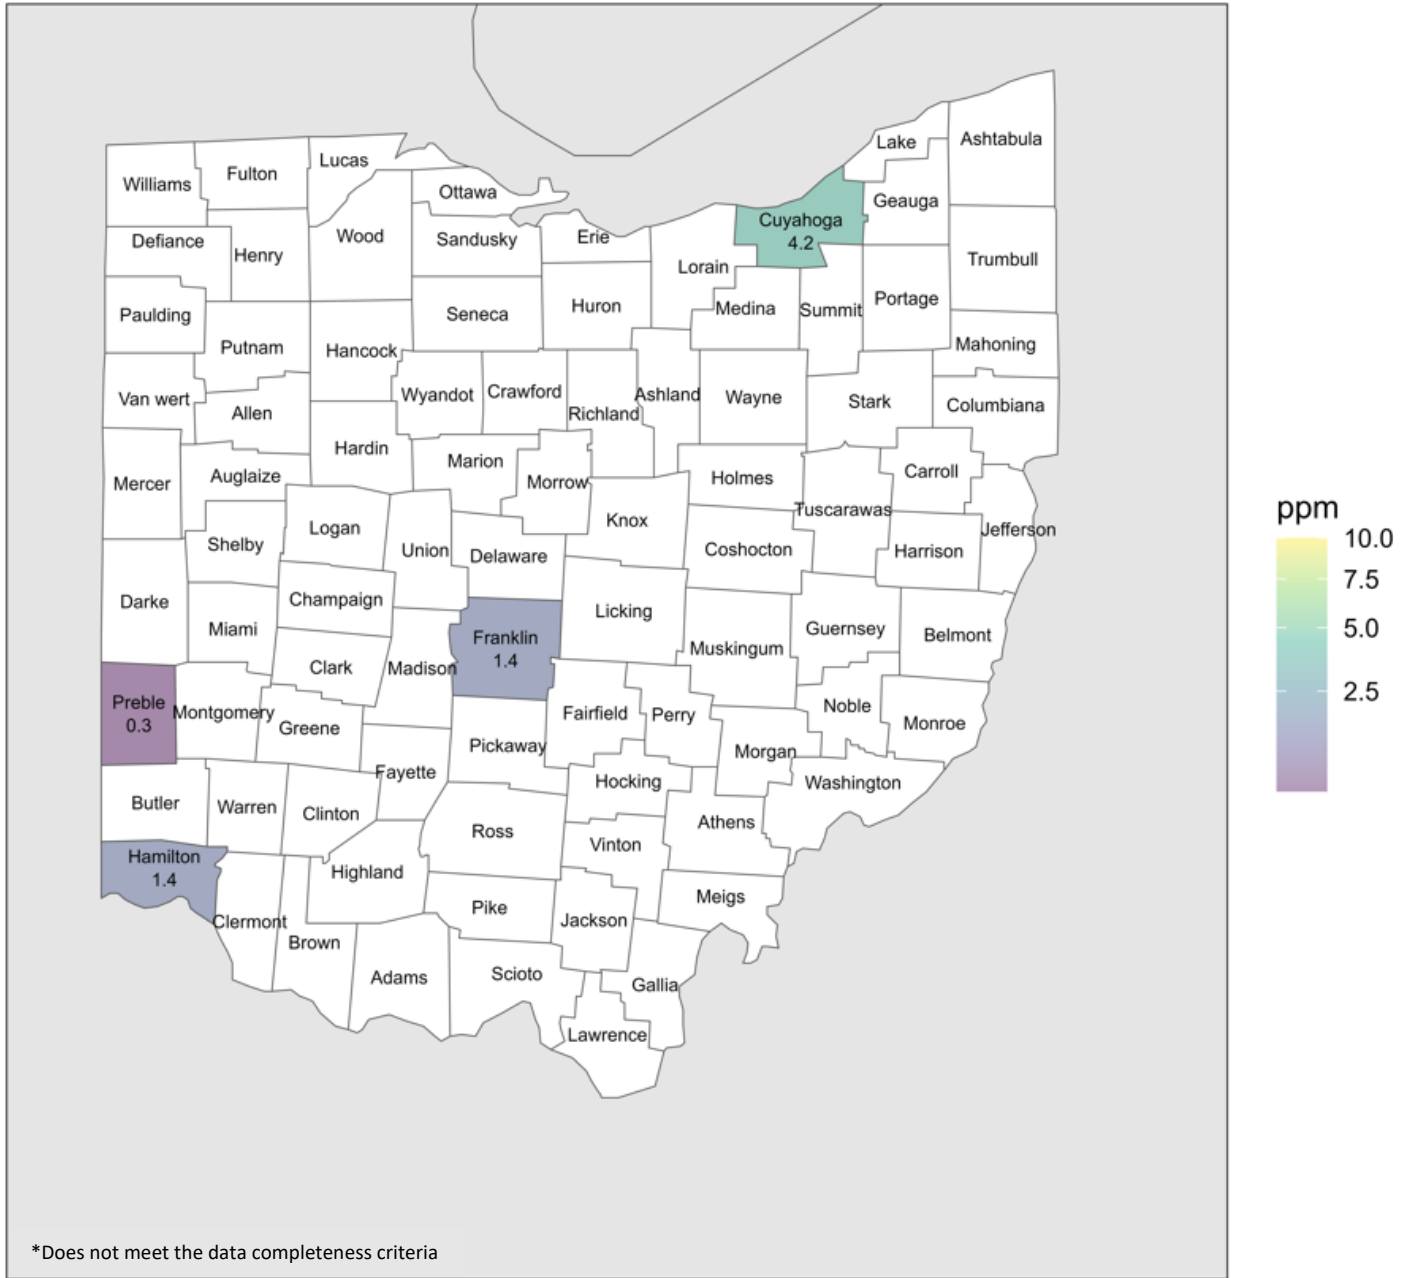 Ashtabula
Lake
Lucas
Fulton
Williams
Ottawa
Geauga
Cuyahoga
4.2
Wood
Sandusky
Erie
Defiance
Henry
Trumbull
Lorain
Portage
Huron
Medina
Summit
Seneca
Paulding
Mahoning
Putnam
Hancock
Wyandot
Crawford
Ashland
Wayne
Stark
Columbiana
Van wert
Allen
Richland
Hardin
Marion
Carroll
Mercer
Auglaize
Morrow
Holmes
Tuscarawas
Knox
Logan
Jefferson
Shelby
Union
Delaware
Coshocton
Harrison
Darke
Champaign
Licking
Miami
Guernsey
Belmont
Franklin
1.4
Clark
Madison
Muskingum
Preble
0.3
Montgomery
Greene
Fairfield
Perry
Noble
Monroe
Pickaway
Morgan
Fayette
Hocking
Washington
Butler
Warren
Clinton
Ross
Athens
Vinton
Hamilton
1.4
Highland
Meigs
Pike
Jackson
Clermont
Brown
Adams
Scioto
Gallia
Lawrence
ppm
10.0
7.5
5.0
2.5
*Does not meet the data completeness criteria